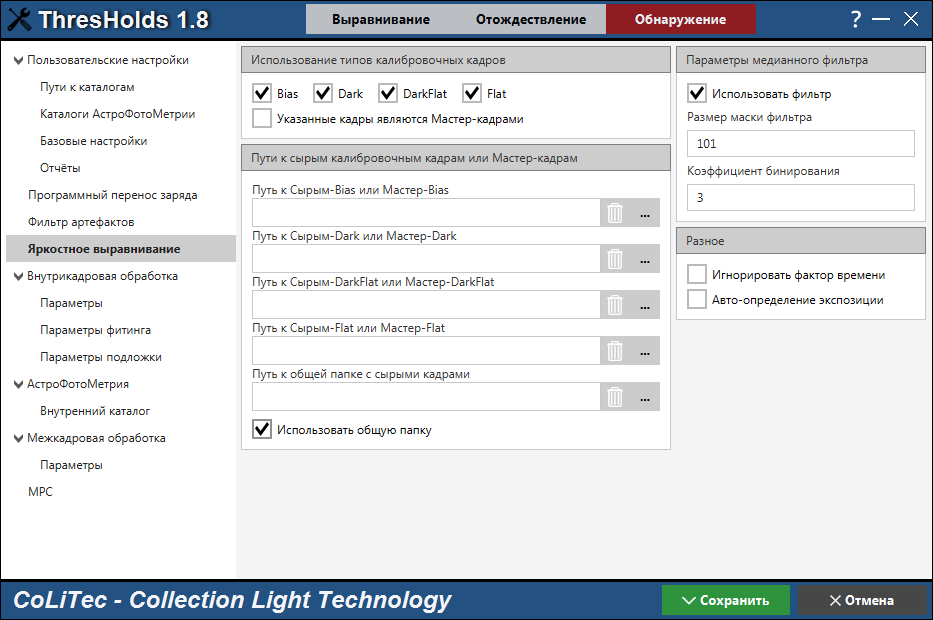 ThresHolds 1.8
Выравнивание
Отождествление
Обнаружение
?
Пользовательские настройки
Пути к каталогам
Каталоги АстроФотоМетрии
Базовые настройки
Отчёты
Программный перенос заряда
Фильтр артефактов
Яркостное выравнивание
Внутрикадровая обработка
Параметры
Параметры фитинга
Параметры подложки
АстроФотоМетрия
Внутренний каталог
Межкадровая обработка
Параметры
МРС
Использование типов калибровочных кадров
Bias Dark DarkFlat Flat
Указанные кадры являются Мастер-кадрами
Пути к сырым калибровочным кадрам или Мастер-кадрам
Путь к Сырым-Bias или Мастер-Bias
...
Путь к Сырым-Dark или Мастер-Dark
...
Путь к Сырым-DarkFlat или Мастер-DarkFlat
...
Путь к Сырым-Flat или Мастер-Flat
...
Путь к общей папке с сырыми кадрами
...
Использовать общую папку
Параметры медианного фильтра
Использовать фильтр
Размер маски фильтра
101
Коэффициент бинирования
3
Разное
Игнорировать фактор времени
Авто-определение экспозиции
CoLiTec - Collection Light Technology
Сохранить
Отмена